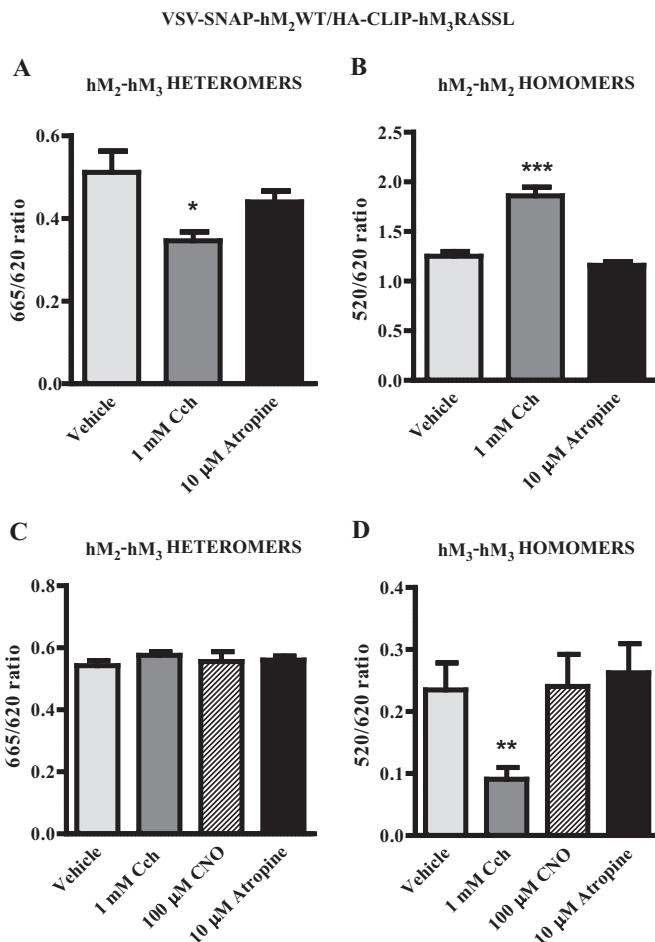 VSV-SNAP-hM₂WT/HA-CLIP-hM₃RASSL
A
hM₂-hM₃ HETEROMERS
665/620 ratio
0.6
0.4
0.2
0.0
*
Vehicle
1 mM Cch
10 µM Atropine
B
hM₂-hM₂ HOMOMERS
520/620 ratio
2.5
2.0
1.5
1.0
0.5
0.0
***
Vehicle
1 mM Cch
10 µM Atropine
C
hM₂-hM₃ HETEROMERS
665/620 ratio
0.8
0.6
0.4
0.2
0.0
Vehicle
1 mM Cch
100 µM CNO
10 µM Atropine
D
hM₃-hM₃ HOMOMERS
520/620 ratio
0.4
0.3
0.2
0.1
0.0
**
Vehicle
1 mM Cch
100 µM CNO
10 µM Atropine